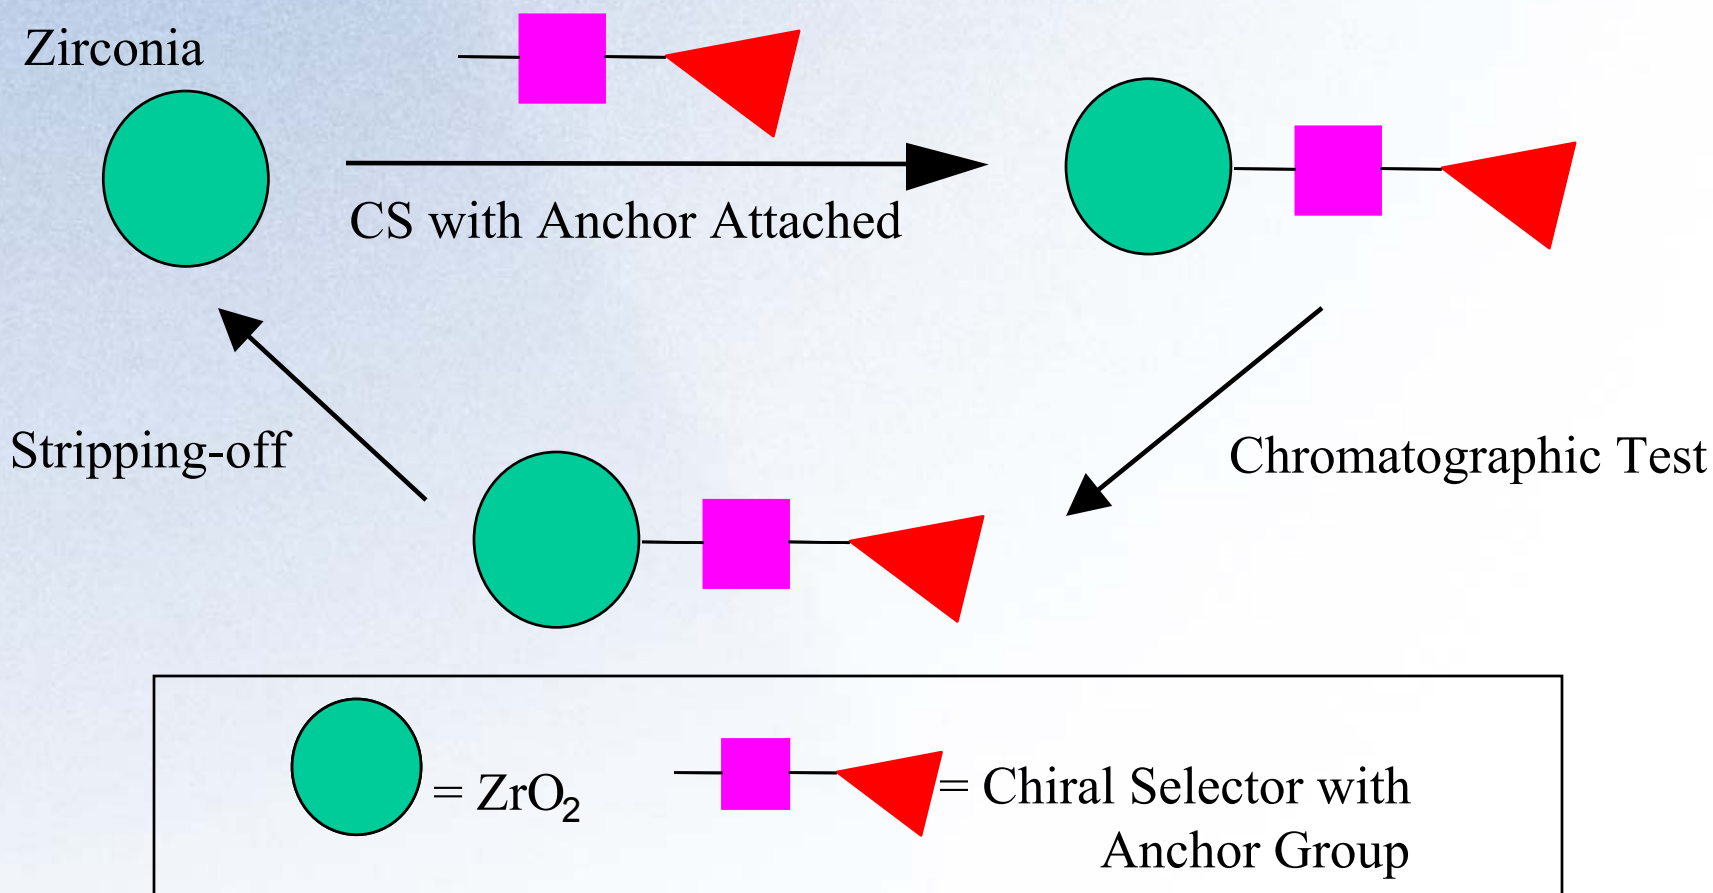 Zirconia
CS with Anchor Attached
Stripping-off
Chromatographic Test
= ZrO₂
= Chiral Selector with
Anchor Group